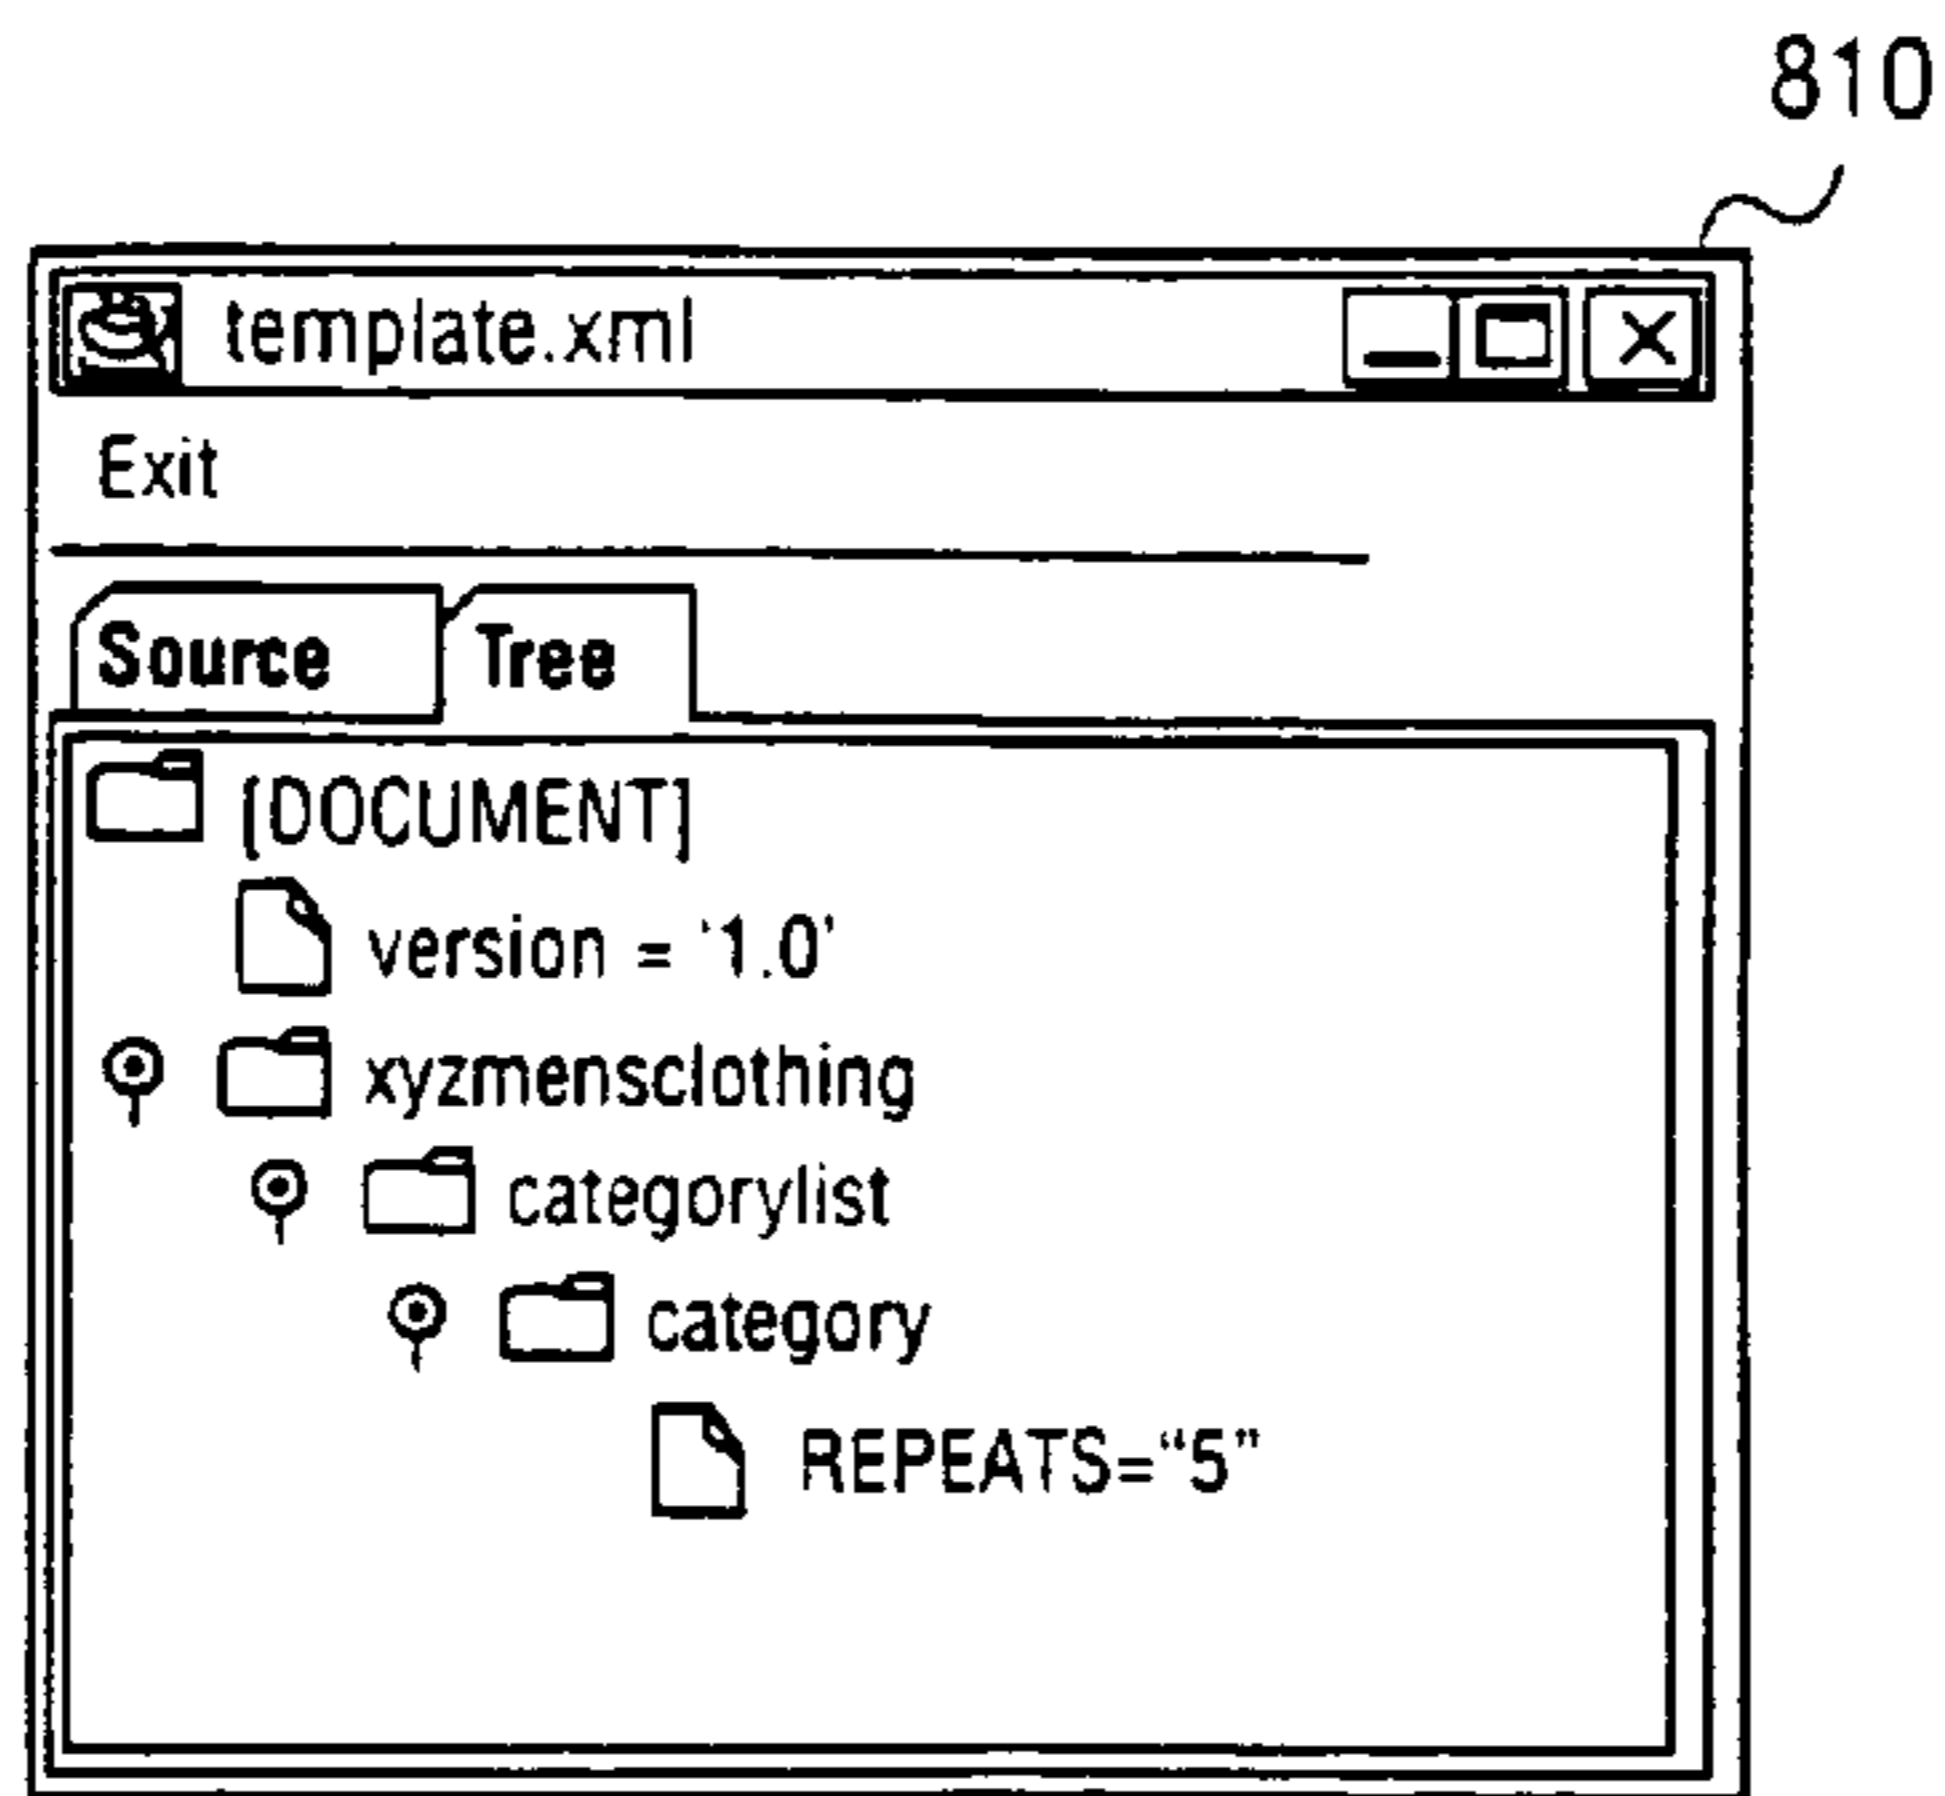 810
template.xml
Exit
Source Tree
[DOCUMENT]
version = ‘1.0’
xyzmensclothing
categorylist
category
REPEATS=“5”